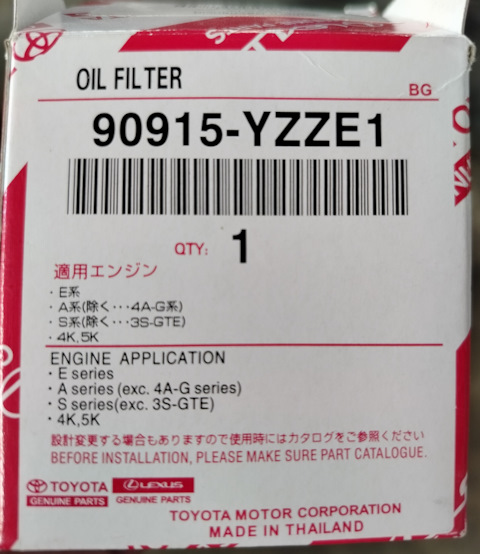 OIL FILTER
BG
90915-YZZE1
QTY: 1
適用エンジン
・E系
・A系(除く･･･4A-G系)
・S系(除く･･･3S-GTE)
・4K,5K
ENGINE APPLICATION
・E series
・A series (exc. 4A-G series)
・S series(exc. 3S-GTE)
・4K,5K
設計変更する場合もありますので使用時にはカタログをご参照ください
BEFORE INSTALLATION, PLEASE MAKE SURE PART CATALOGUE.
TOYOTA LEXUS
GENUINE PARTS GENUINE PARTS
TOYOTA MOTOR CORPORATION
MADE IN THAILAND